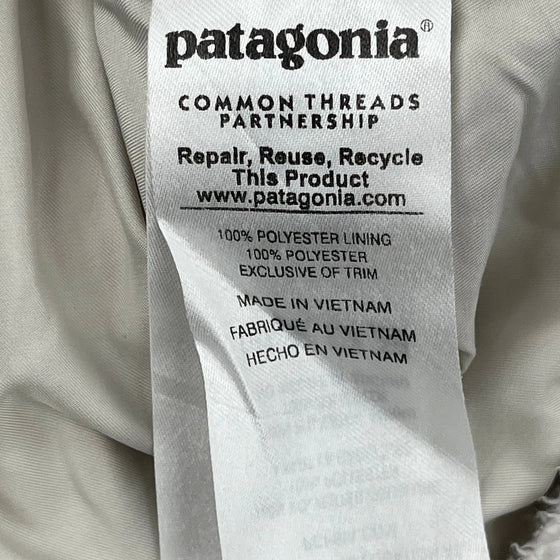 patagonia®
COMMON THREADS
PARTNERSHIP
Repair, Reuse, Recycle
This Product
www.patagonia.com
100% POLYESTER LINING
100% POLYESTER
EXCLUSIVE OF TRIM
MADE IN VIETNAM
FABRIQUÉ AU VIETNAM
HECHO EN VIETNAM